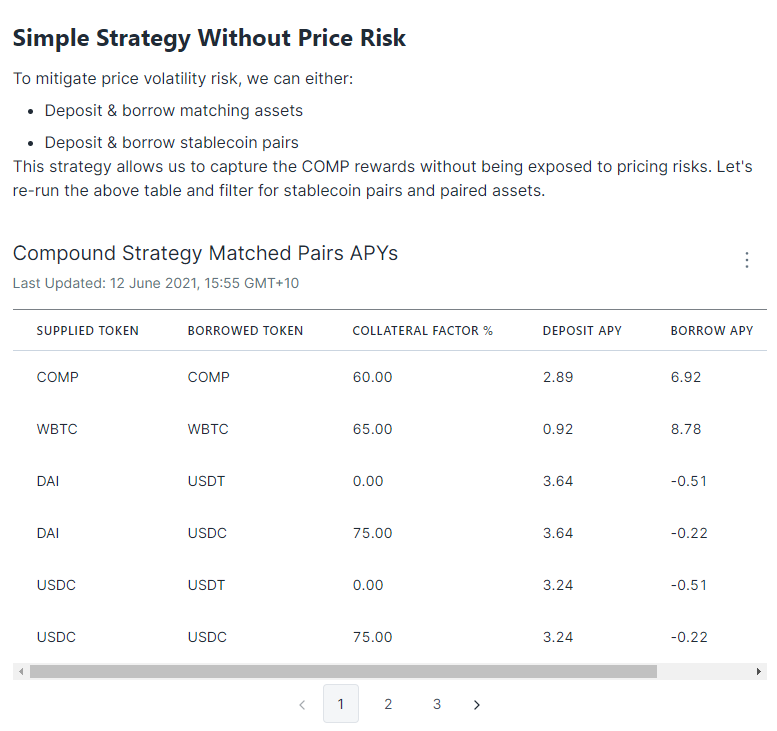 Simple Strategy Without Price Risk
To mitigate price volatility risk, we can either:
• Deposit & borrow matching assets
• Deposit & borrow stablecoin pairs
This strategy allows us to capture the COMP rewards without being exposed to pricing risks. Let's
re-run the above table and filter for stablecoin pairs and paired assets.
Compound Strategy Matched Pairs APYs
Last Updated: 12 June 2021, 15:55 GMT+10
SUPPLIED TOKEN BORROWED TOKEN COLLATERAL FACTOR % DEPOSIT APY BORROW APY
COMP COMP 60.00 2.89 6.92
WBTC WBTC 65.00 0.92 8.78
DAI USDT 0.00 3.64 -0.51
DAI USDC 75.00 3.64 -0.22
USDC USDT 0.00 3.24 -0.51
USDC USDC 75.00 3.24 -0.22
1 2 3